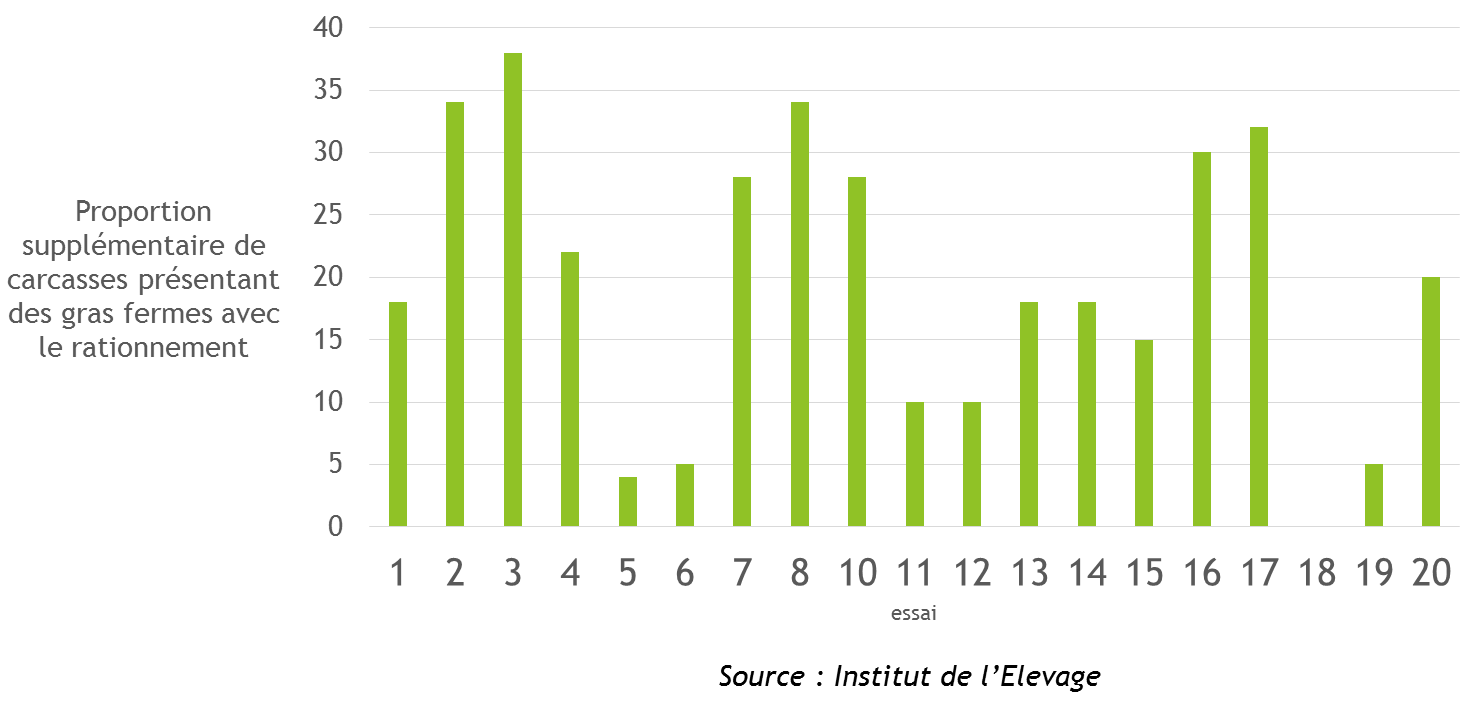 40
35
30
25
20
15
10
5
0
Proportion
supplémentaire de
carcasses présentant
des gras fermes avec
le rationnement
1 2 3 4 5 6 7 8 10 11 12 13 14 15 16 17 18 19 20
essai
Source : Institut de l’Elevage